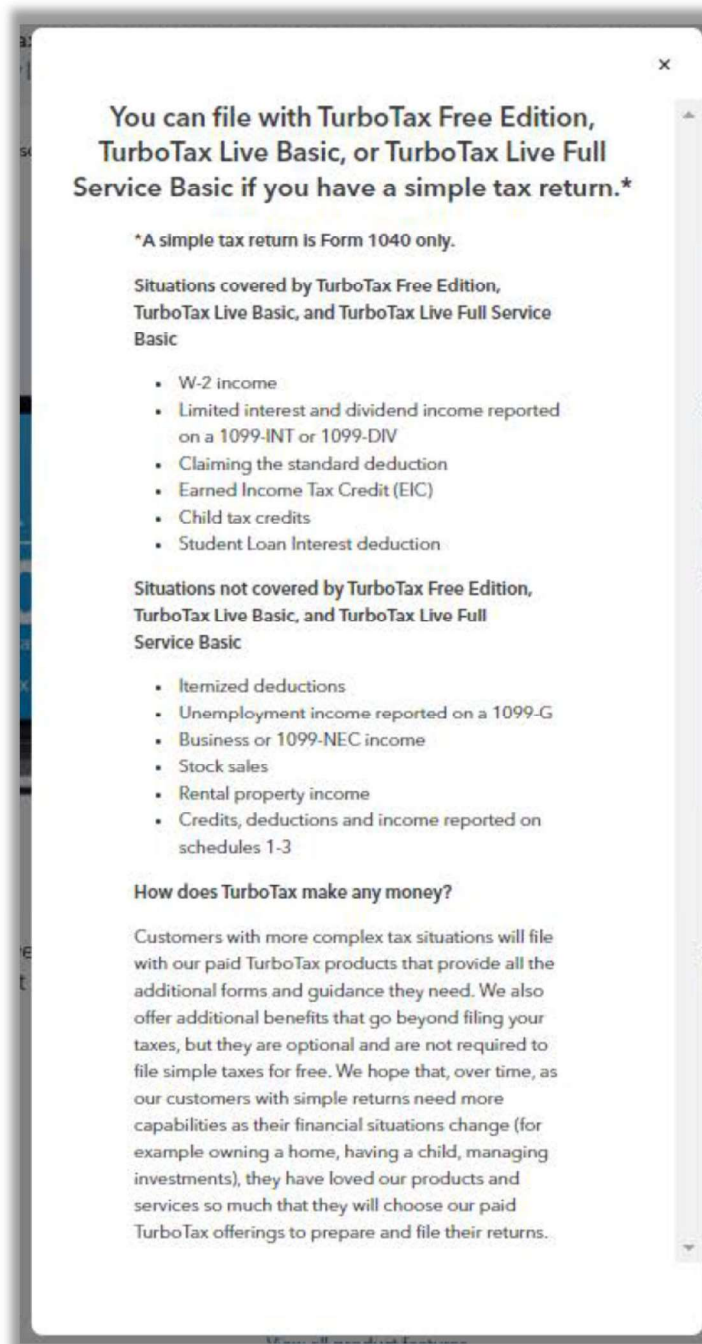 ×
You can file with TurboTax Free Edition,
TurboTax Live Basic, or TurboTax Live Full
Service Basic if you have a simple tax return.*
*A simple tax return is Form 1040 only.
Situations covered by TurboTax Free Edition,
TurboTax Live Basic, and TurboTax Live Full Service
Basic
• W-2 income
• Limited interest and dividend income reported
on a 1099-INT or 1099-DIV
• Claiming the standard deduction
• Earned Income Tax Credit (EIC)
• Child tax credits
• Student Loan Interest deduction
Situations not covered by TurboTax Free Edition,
TurboTax Live Basic, and TurboTax Live Full
Service Basic
• Itemized deductions
• Unemployment income reported on a 1099-G
• Business or 1099-NEC income
• Stock sales
• Rental property income
• Credits, deductions and income reported on
schedules 1-3
How does TurboTax make any money?
Customers with more complex tax situations will file
with our paid TurboTax products that provide all the
additional forms and guidance they need. We also
offer additional benefits that go beyond filing your
taxes, but they are optional and are not required to
file simple taxes for free. We hope that, over time, as
our customers with simple returns need more
capabilities as their financial situations change (for
example owning a home, having a child, managing
investments), they have loved our products and
services so much that they will choose our paid
TurboTax offerings to prepare and file their returns.
View all product features